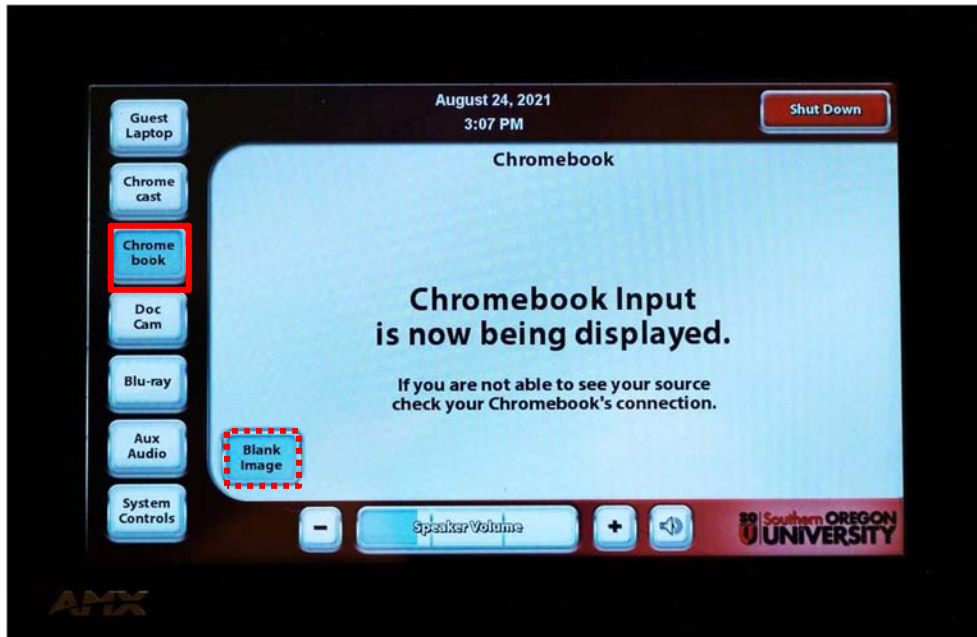 August 24, 2021
3:07 PM
Shut Down
Guest
Laptop
Chrome
cast
Chrome
book
Doc
Cam
Blu-ray
Aux
Audio
System
Controls
Chromebook
Chromebook Input
is now being displayed.
If you are not able to see your source
check your Chromebook's connection.
Blank
Image
-
Speaker Volume
+
SO
U
Southern OREGON
UNIVERSITY
AMX